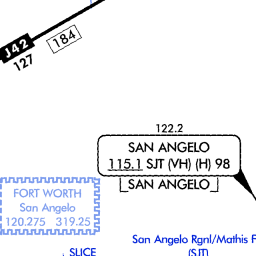 J42
184
127
122.2
SAN ANGELO
115.1 SJT (VH) (H) 98
SAN ANGELO
FORT WORTH
San Angelo
120.275 319.25
San Angelo Rgnl/Mathis F
(SJT)
SLICE